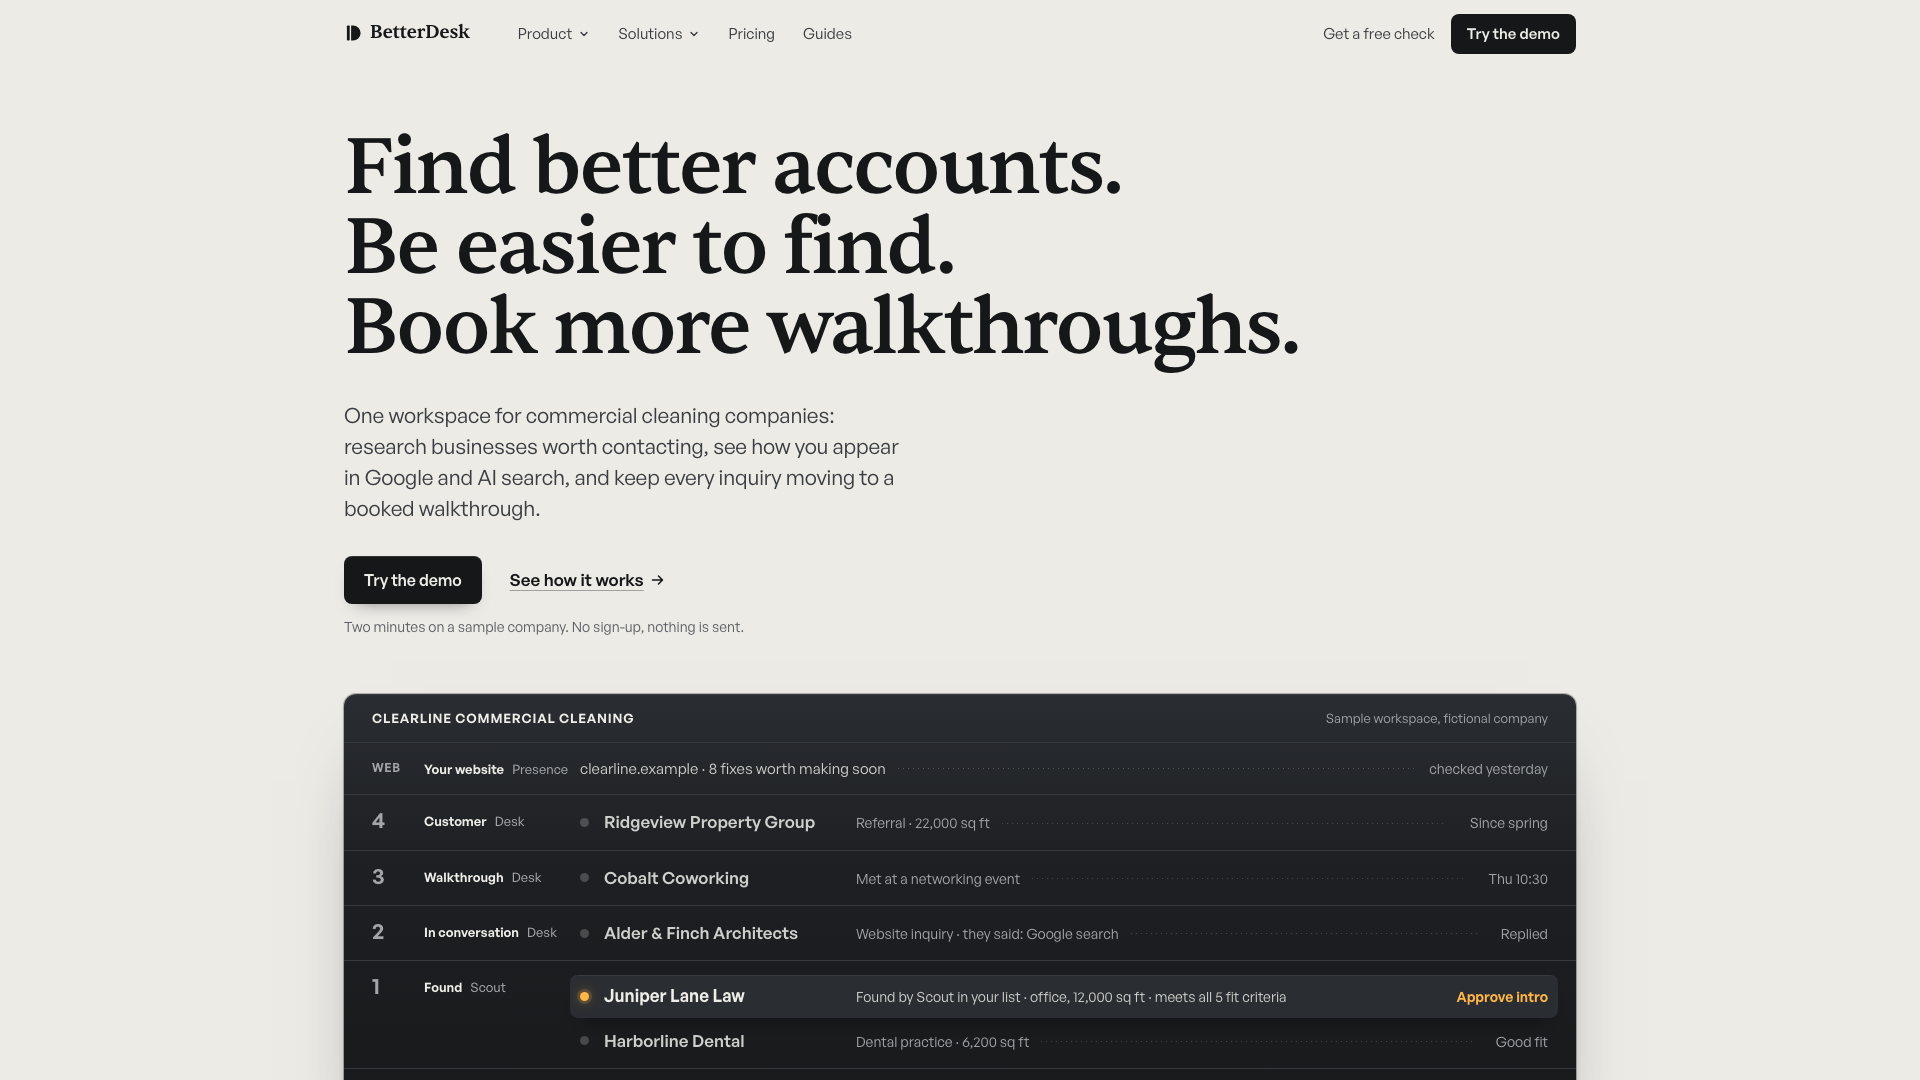 BetterDesk
Product
Solutions
Pricing
Guides
Get a free check
Try the demo
Find better accounts.
Be easier to find.
Book more walkthroughs.
One workspace for commercial cleaning companies:
research businesses worth contacting, see how you appear
in Google and AI search, and keep every inquiry moving to a
booked walkthrough.
Try the demo
See how it works →
Two minutes on a sample company. No sign-up, nothing is sent.
CLEARLINE COMMERCIAL CLEANING
Sample workspace, fictional company
WEB Your website Presence clearline.example · 8 fixes worth making soon checked yesterday
4 Customer Desk Ridgeview Property Group Referral · 22,000 sq ft Since spring
3 Walkthrough Desk Cobalt Coworking Met at a networking event Thu 10:30
2 In conversation Desk Alder & Finch Architects Website inquiry · they said: Google search Replied
1 Found Scout Juniper Lane Law Found by Scout in your list · office, 12,000 sq ft · meets all 5 fit criteria Approve intro
Harborline Dental Dental practice · 6,200 sq ft Good fit